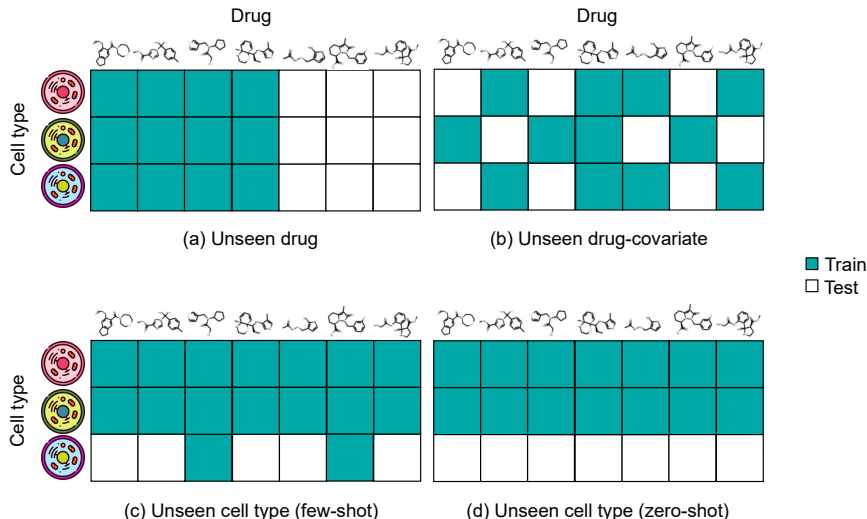 Drug
Drug
Cell type
(a) Unseen drug
(b) Unseen drug-covariate
Train
Test
Cell type
(c) Unseen cell type (few-shot)
(d) Unseen cell type (zero-shot)